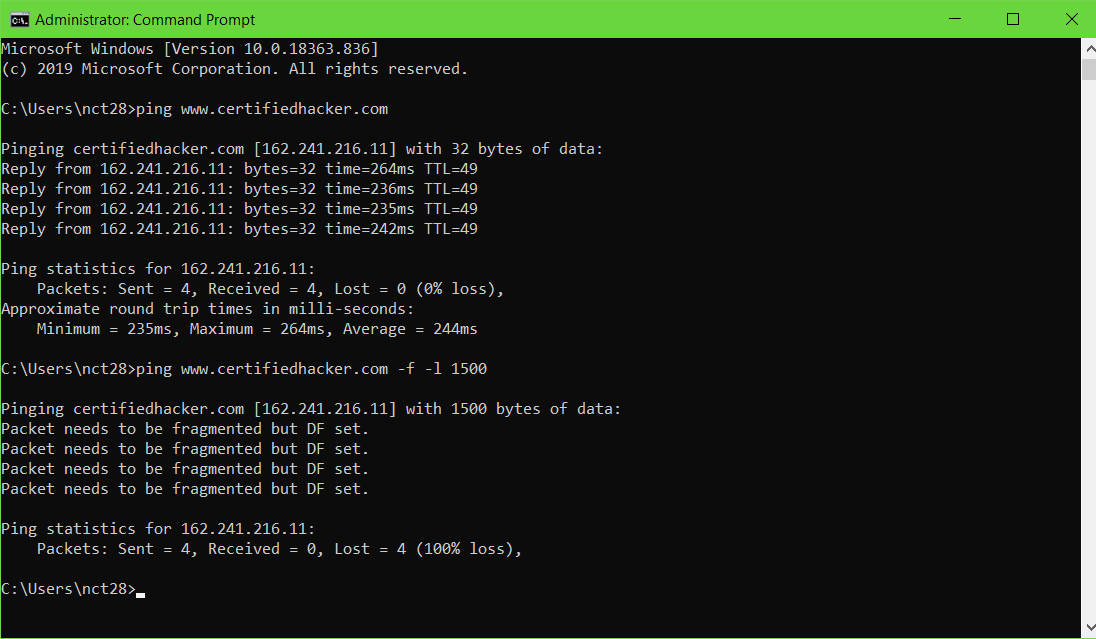 Administrator: Command Prompt
Microsoft Windows [Version 10.0.18363.836]
(c) 2019 Microsoft Corporation. All rights reserved.
C:\Users\nct28>ping www.certifiedhacker.com
Pinging certifiedhacker.com [162.241.216.11] with 32 bytes of data:
Reply from 162.241.216.11: bytes=32 time=264ms TTL=49
Reply from 162.241.216.11: bytes=32 time=236ms TTL=49
Reply from 162.241.216.11: bytes=32 time=235ms TTL=49
Reply from 162.241.216.11: bytes=32 time=242ms TTL=49
Ping statistics for 162.241.216.11:
    Packets: Sent = 4, Received = 4, Lost = 0 (0% loss),
Approximate round trip times in milli-seconds:
    Minimum = 235ms, Maximum = 264ms, Average = 244ms
C:\Users\nct28>ping www.certifiedhacker.com -f -l 1500
Pinging certifiedhacker.com [162.241.216.11] with 1500 bytes of data:
Packet needs to be fragmented but DF set.
Packet needs to be fragmented but DF set.
Packet needs to be fragmented but DF set.
Packet needs to be fragmented but DF set.
Ping statistics for 162.241.216.11:
    Packets: Sent = 4, Received = 0, Lost = 4 (100% loss),
C:\Users\nct28>